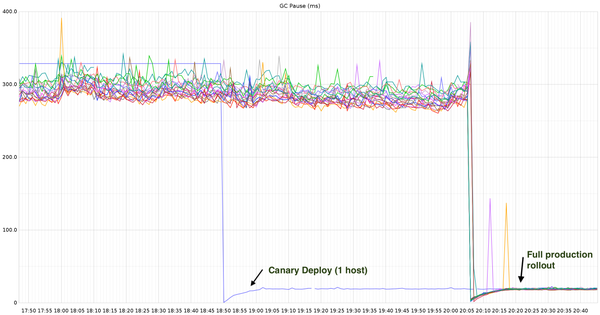 GC Pause (ms)
400.0
300.0
200.0
100.0
0
Canary Deploy (1 host)
Full production
rollout
17:50 17:55 18:00 18:05 18:10 18:15 18:20 18:25 18:30 18:35 18:40 18:45 18:50 18:55 19:00 19:05 19:10 19:15 19:20 19:25 19:30 19:35 19:40 19:45 19:50 19:55 20:00 20:05 20:10 20:15 20:20 20:25 20:30 20:35 20:40